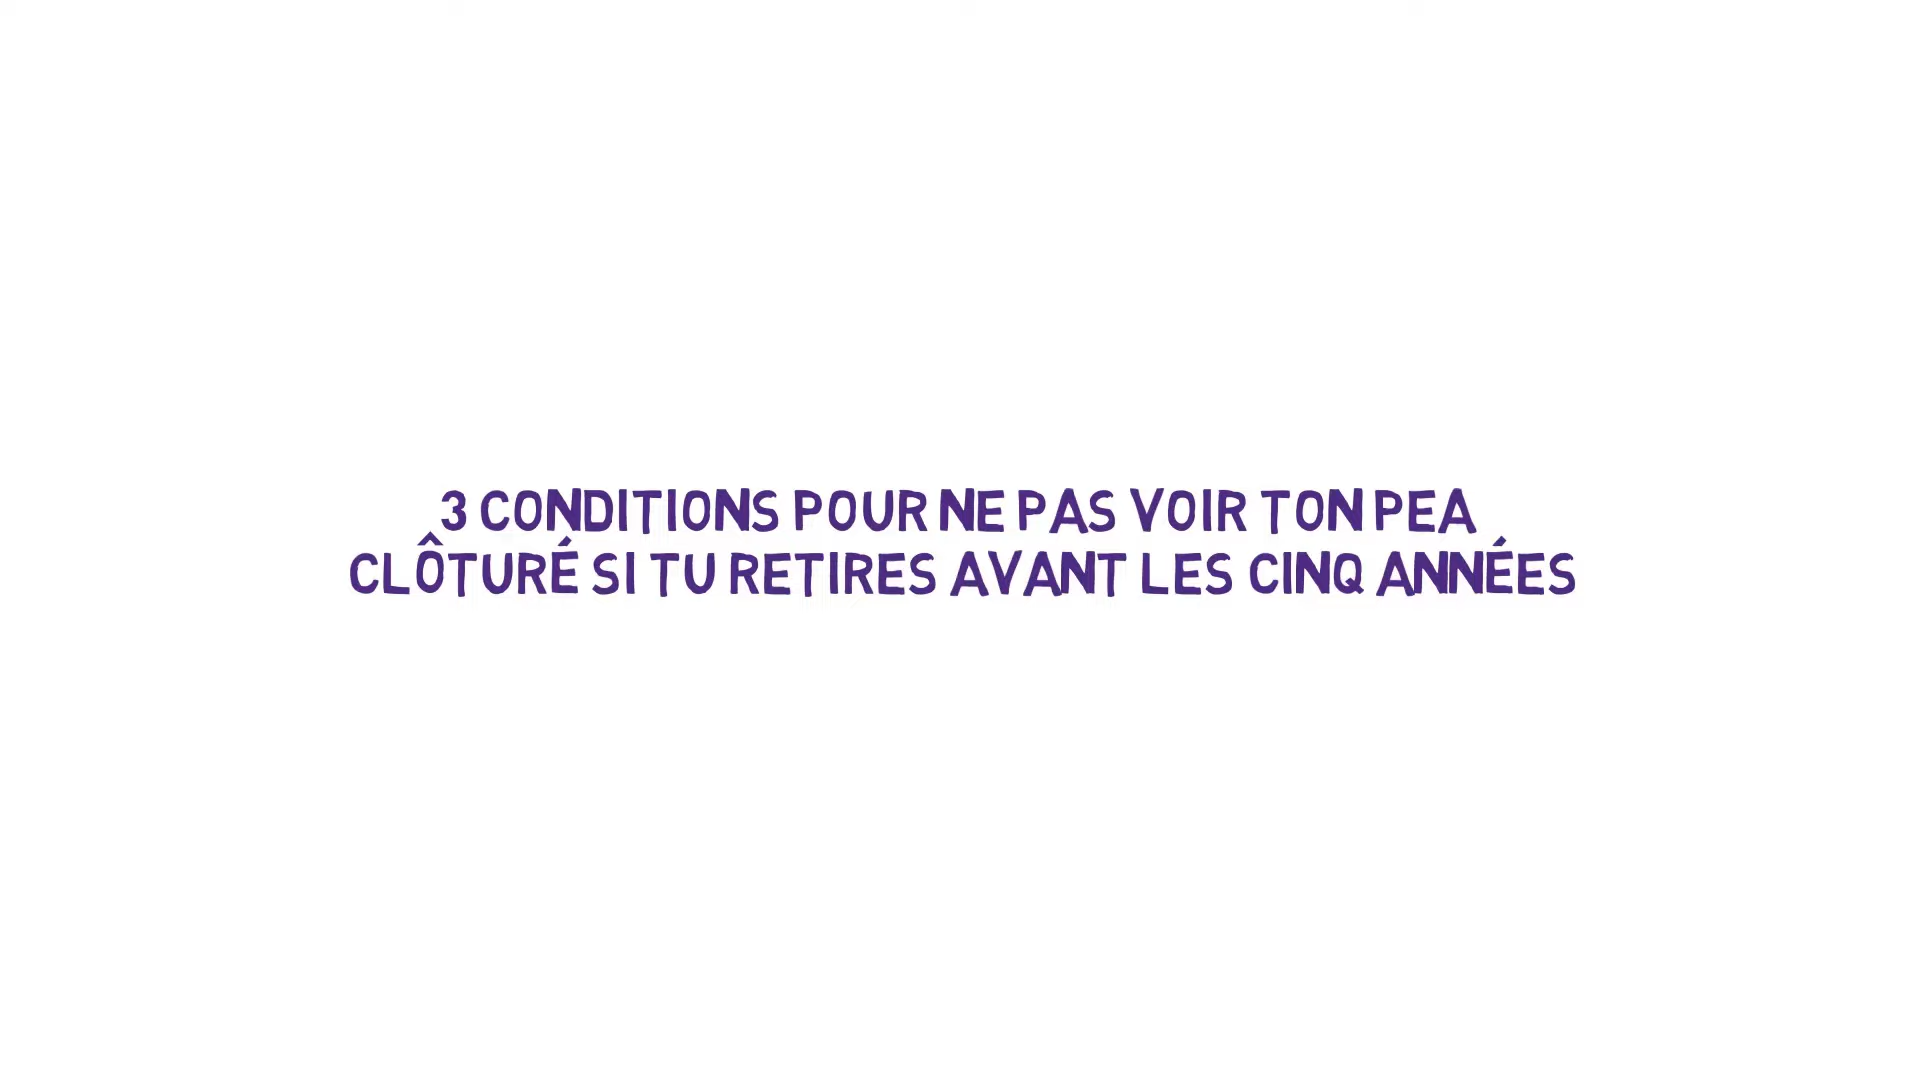 3 CONDITIONS POUR NE PAS VOIR TON PEA
CLÔTURÉ SI TU RETIRES AVANT LES CINQ ANNÉES